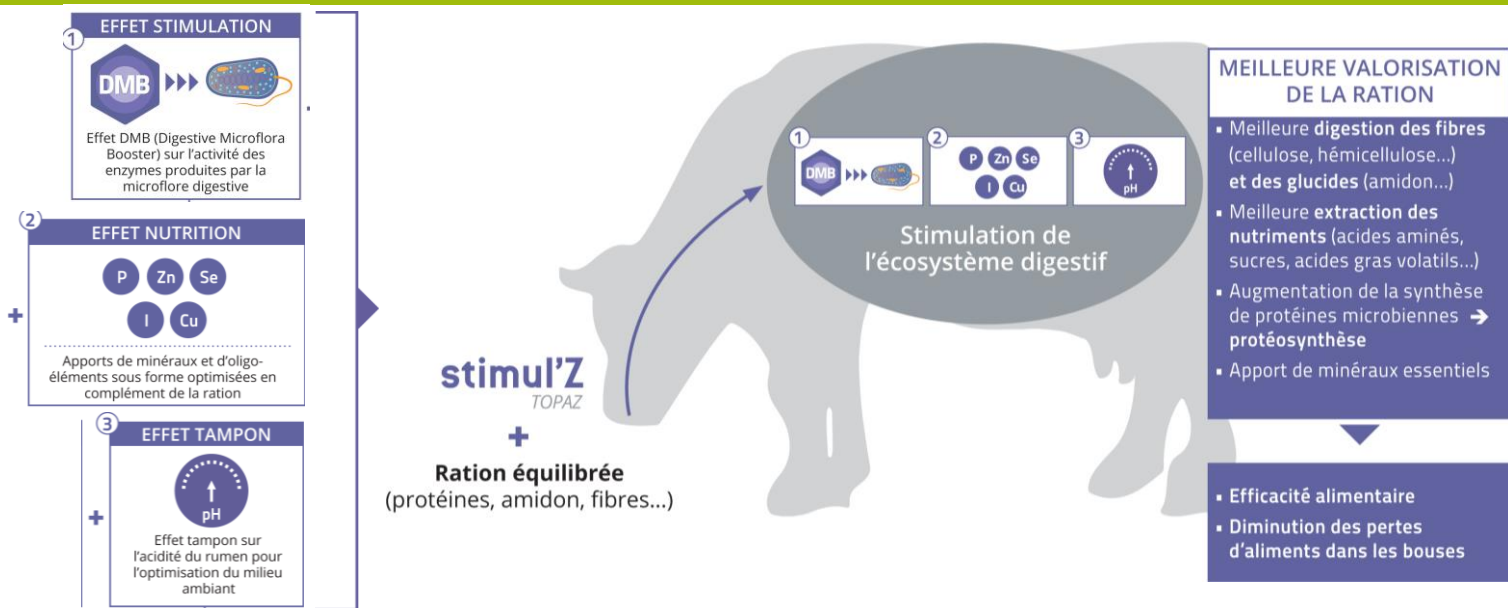 ① EFFET STIMULATION
DMB
Effet DMB (Digestive Microflora
Booster) sur l'activité des
enzymes produites par la
microflore digestive
+
② EFFET NUTRITION
P Zn Se
I Cu
Apports de minéraux et d'oligo-
éléments sous forme optimisées en
complément de la ration
+
③ EFFET TAMPON
pH
Effet tampon sur
l'acidité du rumen pour
l'optimisation du milieu
ambiant
stimul'Z
TOPAZ
+
Ration équilibrée
(protéines, amidon, fibres...)
① ② ③
DMB P Zn Se
I Cu pH
Stimulation de
l'écosystème digestif
MEILLEURE VALORISATION
DE LA RATION
▪ Meilleure digestion des fibres
(cellulose, hémicellulose...)
et des glucides (amidon...)
▪ Meilleure extraction des
nutriments (acides aminés,
sucres, acides gras volatils...)
▪ Augmentation de la synthèse
de protéines microbiennes ➔
protéosynthèse
▪ Apport de minéraux essentiels
▪ Efficacité alimentaire
▪ Diminution des pertes
d'aliments dans les bouses